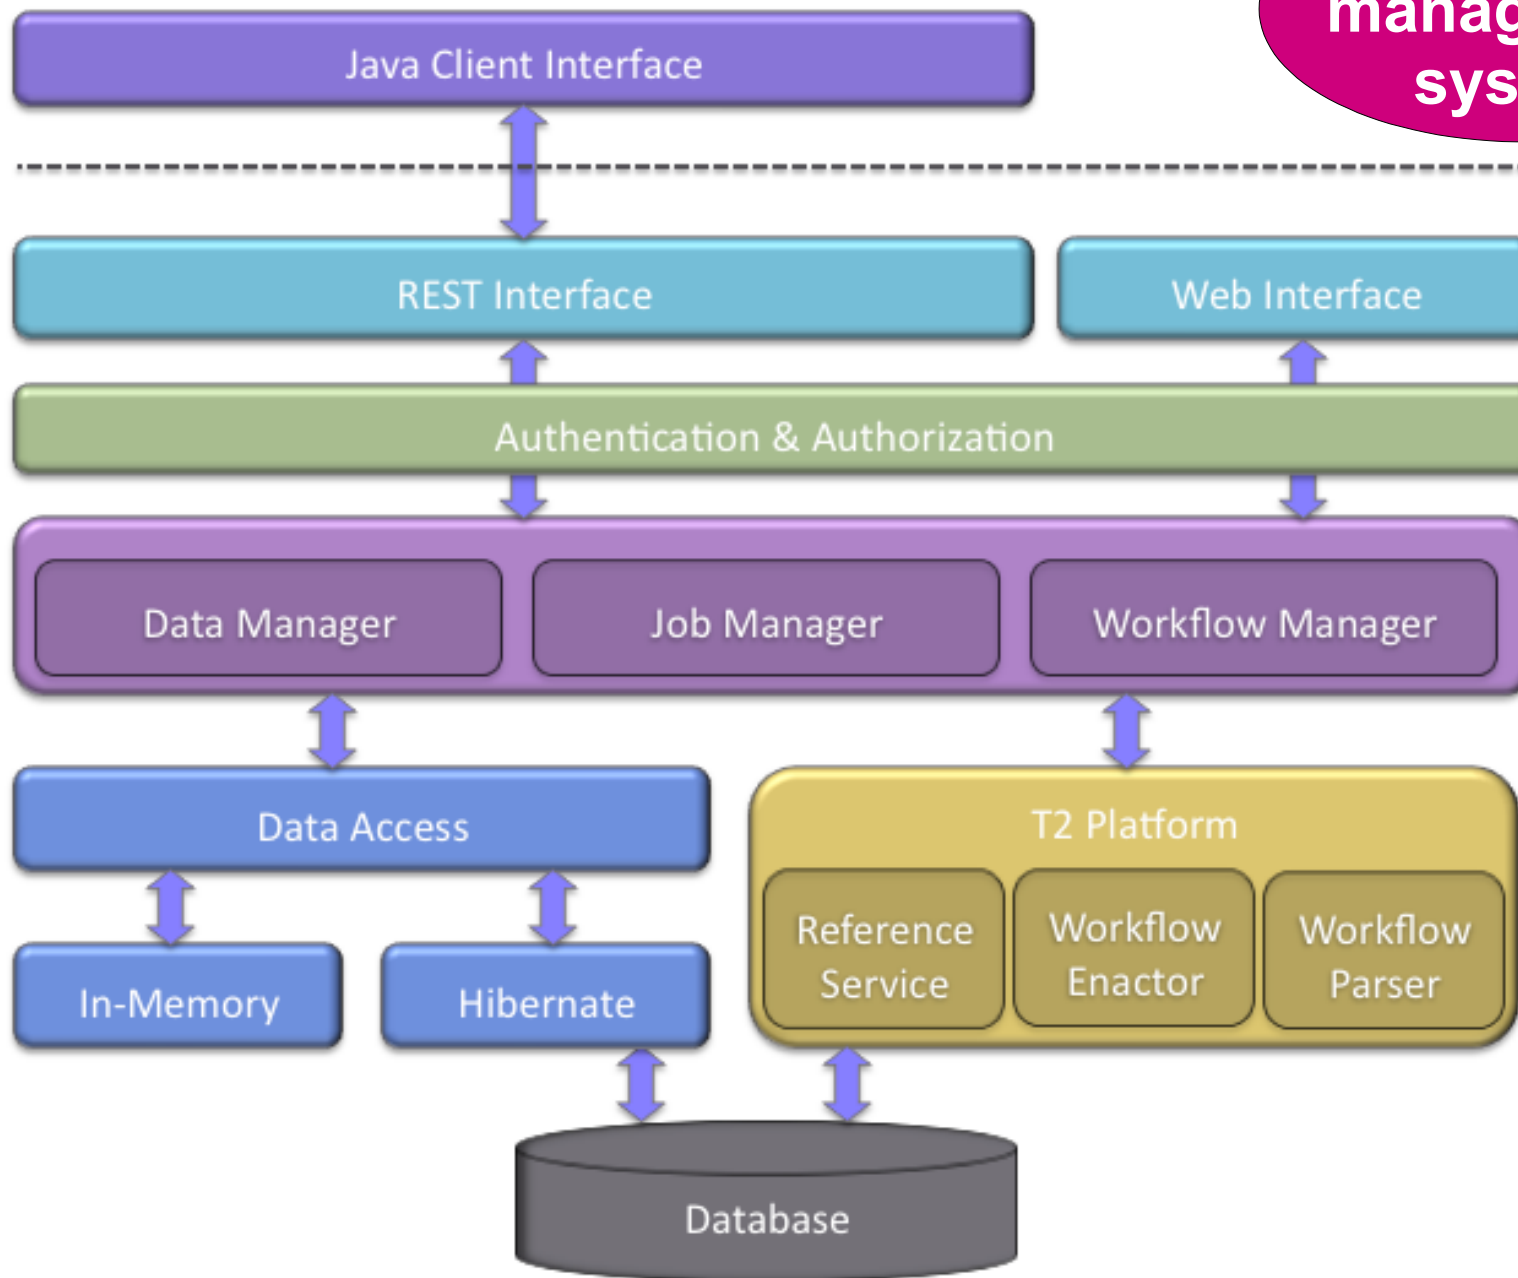 Java Client Interface
REST Interface
Web Interface
Authentication & Authorization
Data Manager
Job Manager
Workflow Manager
Data Access
T2 Platform
Reference
Service
Workflow
Enactor
Workflow
Parser
In-Memory
Hibernate
Database